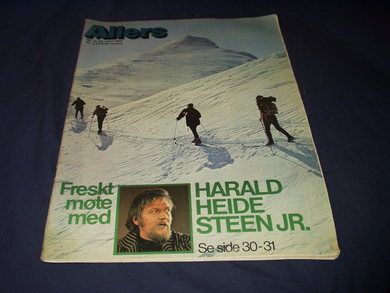 Allers
Freskt
møte
med
HARALD
HEIDE
STEEN JR.
Se side 30-31